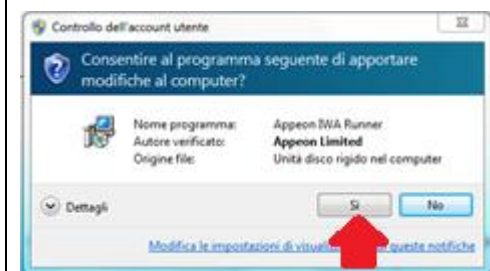 Controllo dell'account utente
Consentire al programma seguente di apportare
modifiche al computer?
Nome programma: Appeon IWA Runner
Autore verificato: Appeon Limited
Origine file: Unità disco rigido nel computer
Dettagli
Sì
No
Modifica le impostazioni di queste notifiche